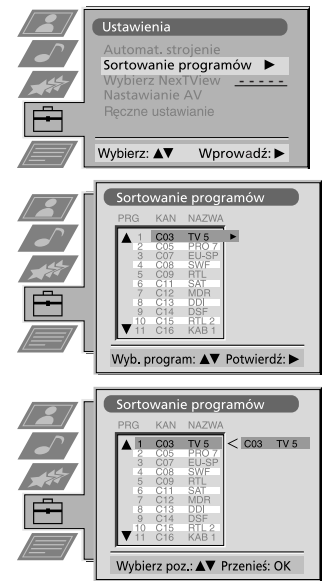 Ustawienia
Automat. strojenie
Sortowanie programów ▶
Wybierz NexTView - - - - -
Nastawianie AV
Ręczne ustawianie
Wybierz: ▲▼ Wprowadź: ▶
Sortowanie programów
PRG KAN NAZWA
▲ 1 C03 TV 5 ▶
2 C05 PRO 7
3 C07 EU-SP
4 C08 SWF
5 C09 RTL
6 C11 SAT
7 C12 MDR
8 C13 DDI
9 C14 DSF
10 C15 RTL 2
▼ 11 C16 KAB 1
Wyb. program: ▲▼ Potwierdź: ▶
Sortowanie programów
PRG KAN NAZWA
▲ 1 C03 TV 5 < C03 TV 5
2 C05 PRO 7
3 C07 EU-SP
4 C08 SWF
5 C09 RTL
6 C11 SAT
7 C12 MDR
8 C13 DDI
9 C14 DSF
10 C15 RTL 2
▼ 11 C16 KAB 1
Wybierz poz.: ▲▼ Przenieś: OK